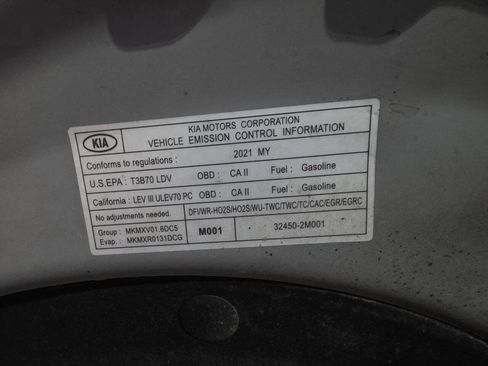 KIA MOTORS CORPORATION
KIA VEHICLE EMISSION CONTROL INFORMATION
Conforms to regulations : 2021 MY
U.S.EPA : T3B70 LDV OBD : CA II Fuel : Gasoline
California : LEV III ULEV70 PC OBD : CA II Fuel : Gasoline
No adjustments needed. DFI/WR-HO2S/HO2S/WU-TWC/TWC/TC/CAC/EGR/EGRC
Group : MKMXV01.6DC5 M001 32450-2M001
Evap. : MKMXR0131DCG